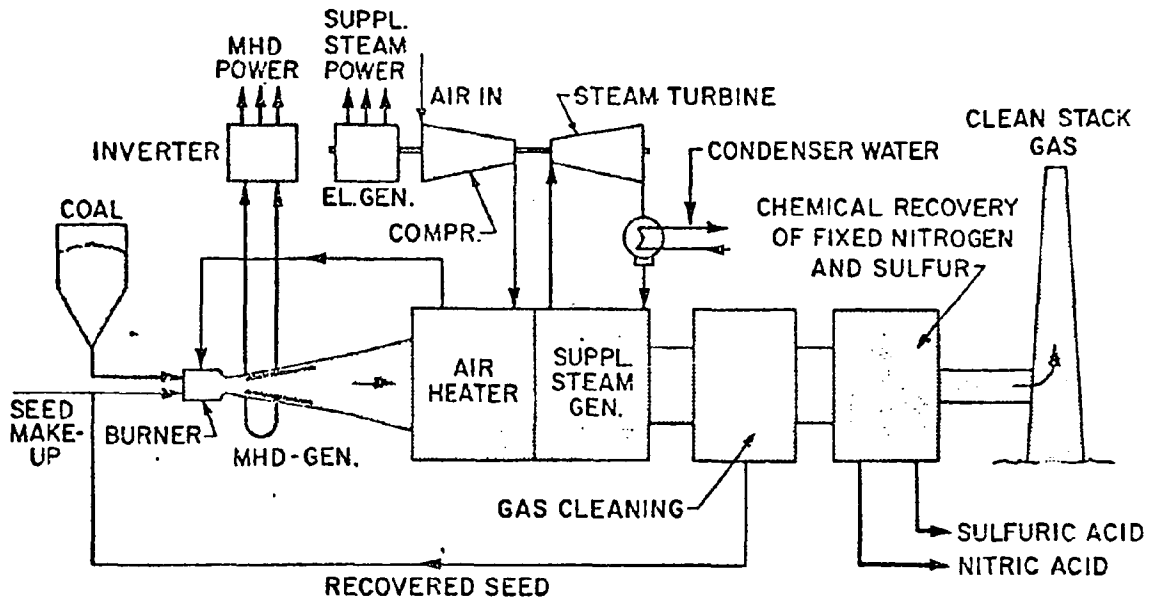 MHD
POWER
SUPPL.
STEAM
POWER
AIR IN
STEAM TURBINE
CLEAN STACK
GAS
INVERTER
EL.GEN.
CONDENSER WATER
COAL
COMPR.
CHEMICAL RECOVERY
OF FIXED NITROGEN
AND SULFUR
AIR
HEATER
SUPPL.
STEAM
GEN.
SEED
MAKE-
UP
BURNER
MHD-GEN.
GAS CLEANING
SULFURIC ACID
NITRIC ACID
RECOVERED SEED